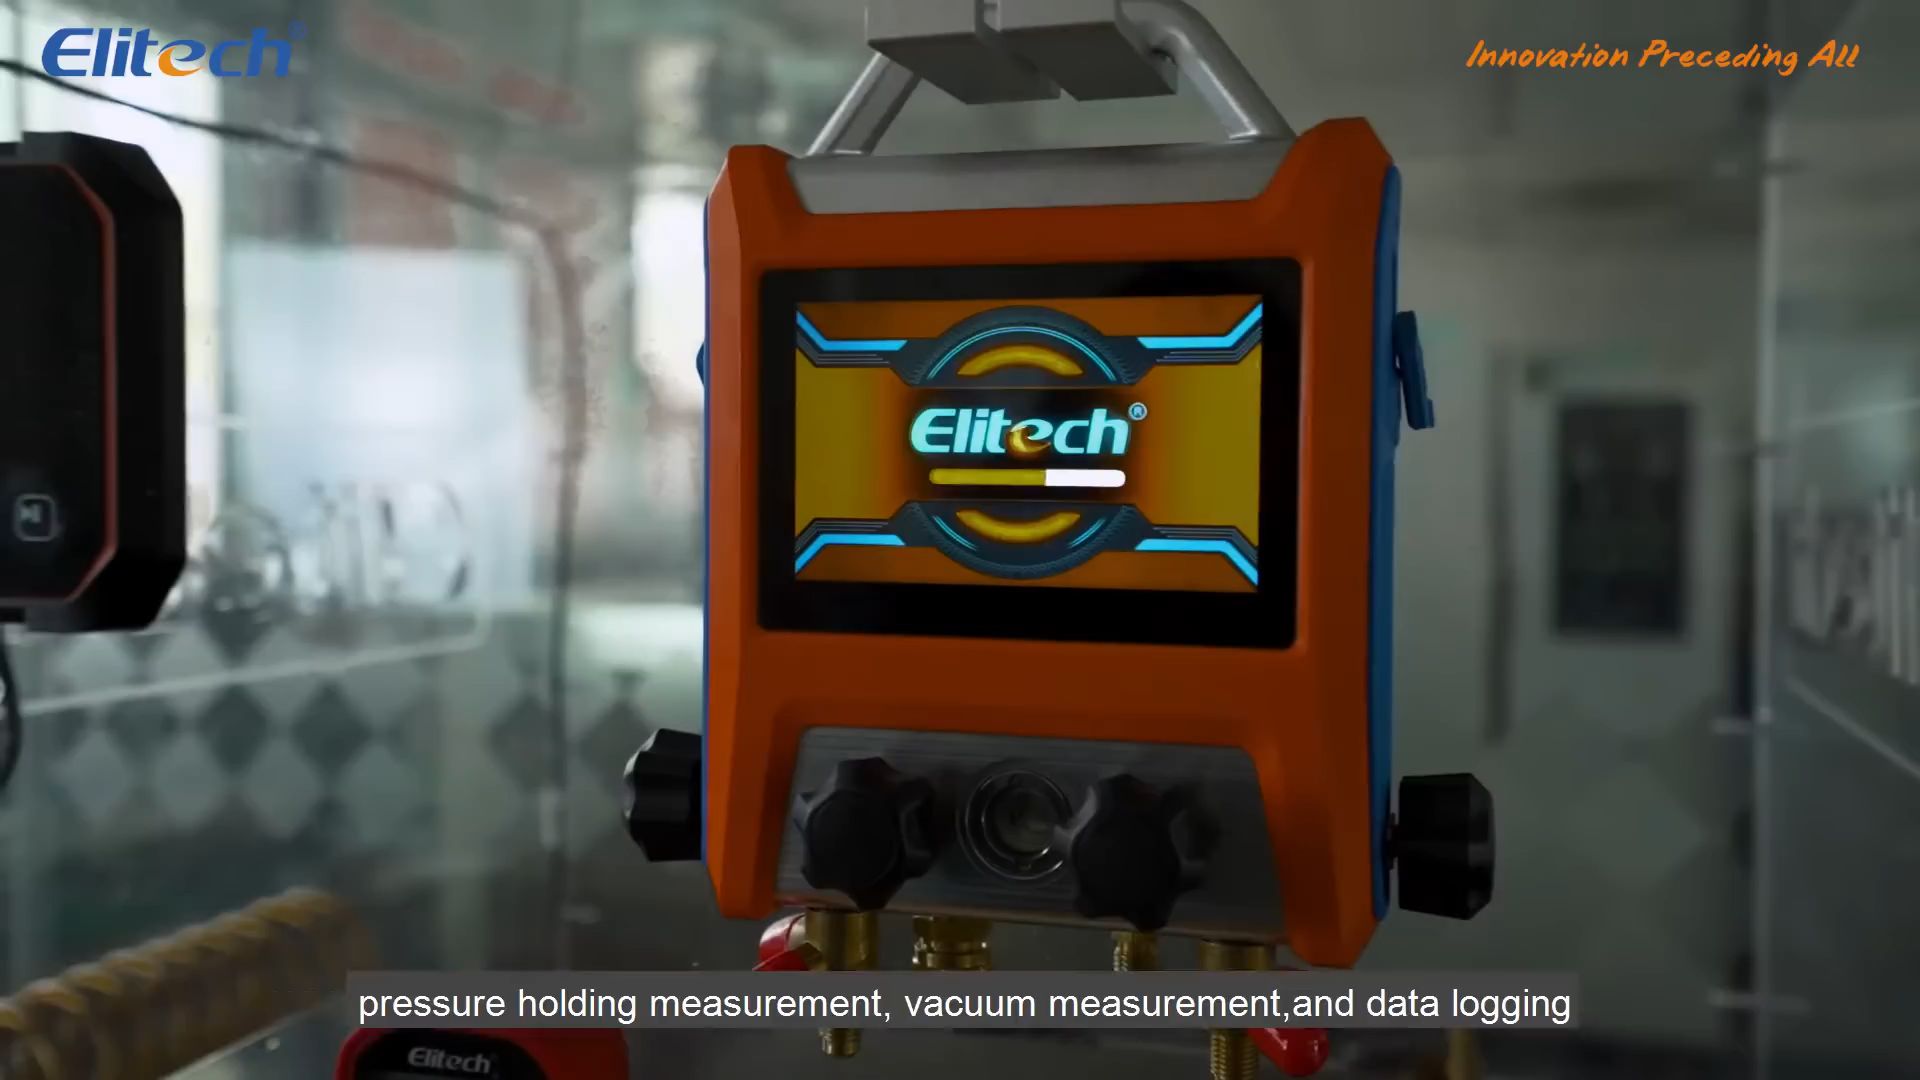 Elitech®
Innovation Preceding All
Elitech®
pressure holding measurement, vacuum measurement,and data logging
Elitech